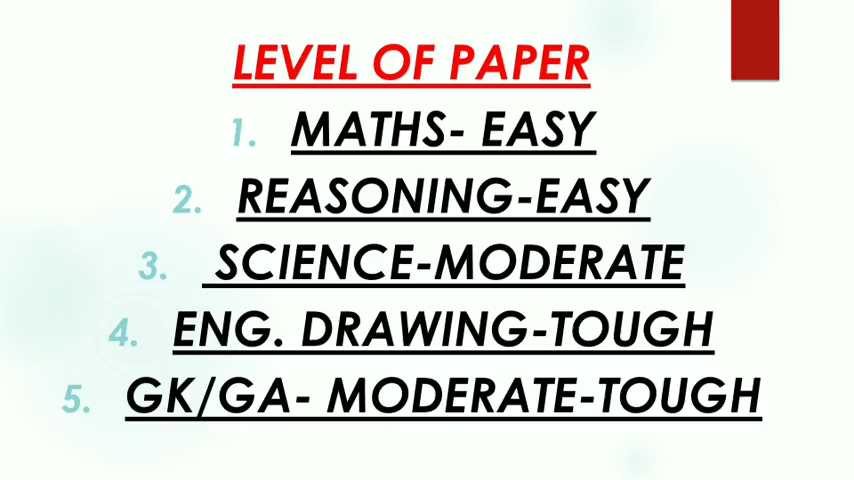 LEVEL OF PAPER
1. MATHS- EASY
2. REASONING-EASY
3. SCIENCE-MODERATE
4. ENG. DRAWING-TOUGH
5. GK/GA- MODERATE-TOUGH